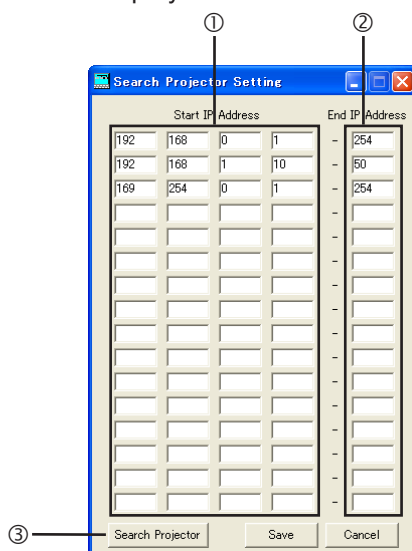 ① ②
Search Projector Setting
Start IP Address End IP Address
192 168 0 1 - 254
192 168 1 10 - 50
169 254 0 1 - 254
-
-
-
-
-
-
-
-
-
-
-
-
-
③ Search Projector Save Cancel